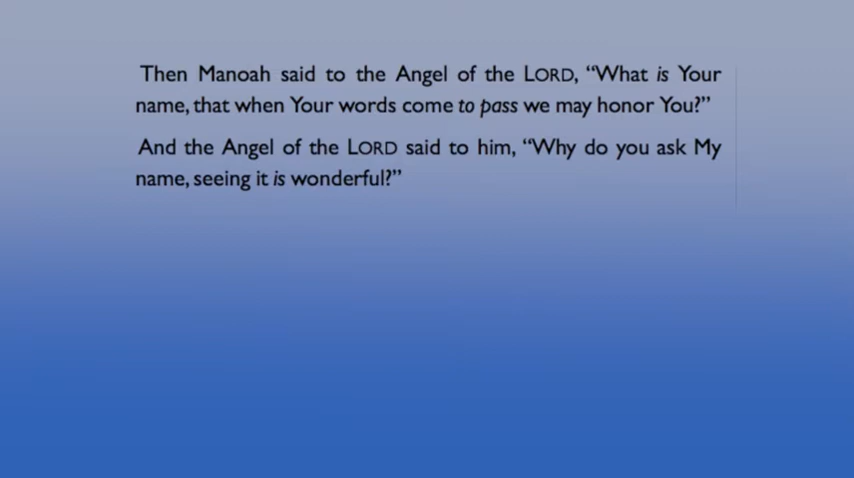 Then Manoah said to the Angel of the LORD, “What is Your
name, that when Your words come to pass we may honor You?”
And the Angel of the LORD said to him, “Why do you ask My
name, seeing it is wonderful?”